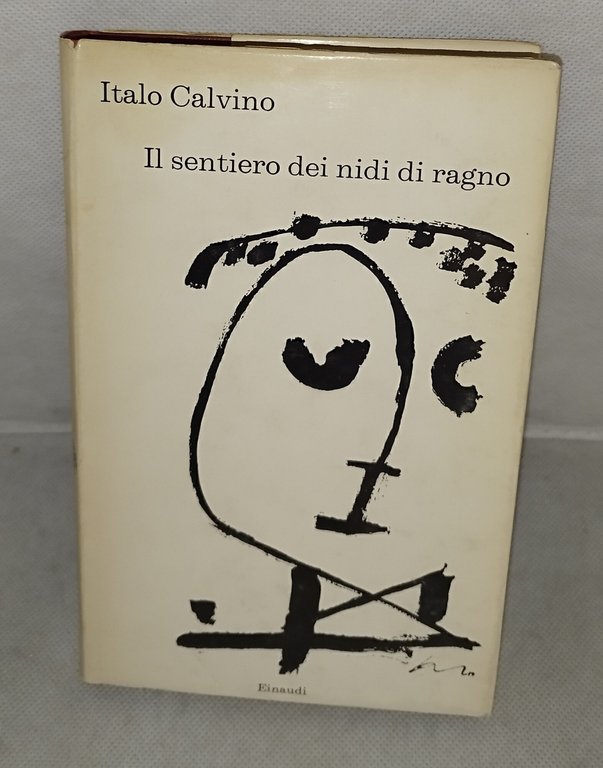 Italo Calvino
Il sentiero dei nidi di ragno
Einaudi